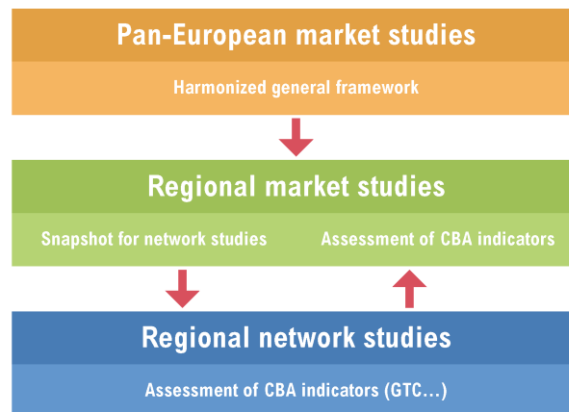 Pan-European market studies
Harmonized general framework
Regional market studies
Snapshot for network studies
Assessment of CBA indicators
Regional network studies
Assessment of CBA indicators (GTC...)